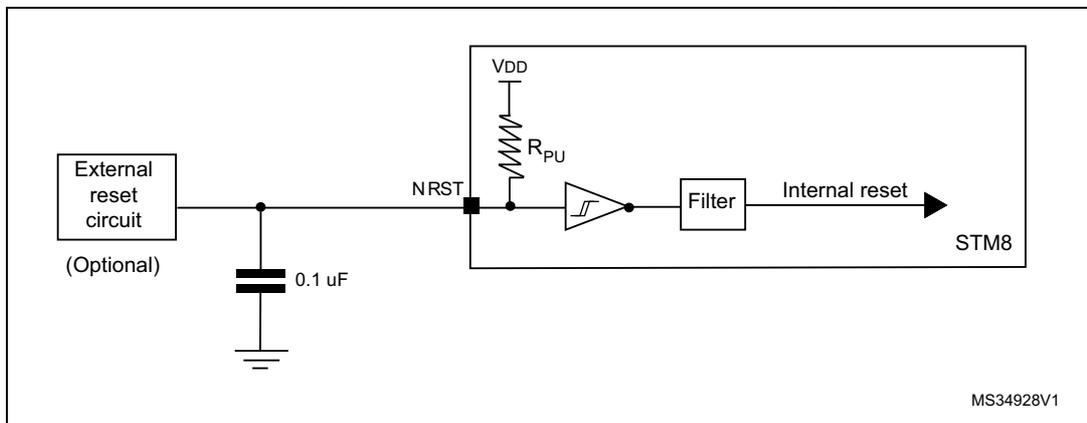 VDD
RPU
External
reset
circuit
(Optional)
NRST
Filter
Internal reset
STM8
0.1 uF
MS34928V1